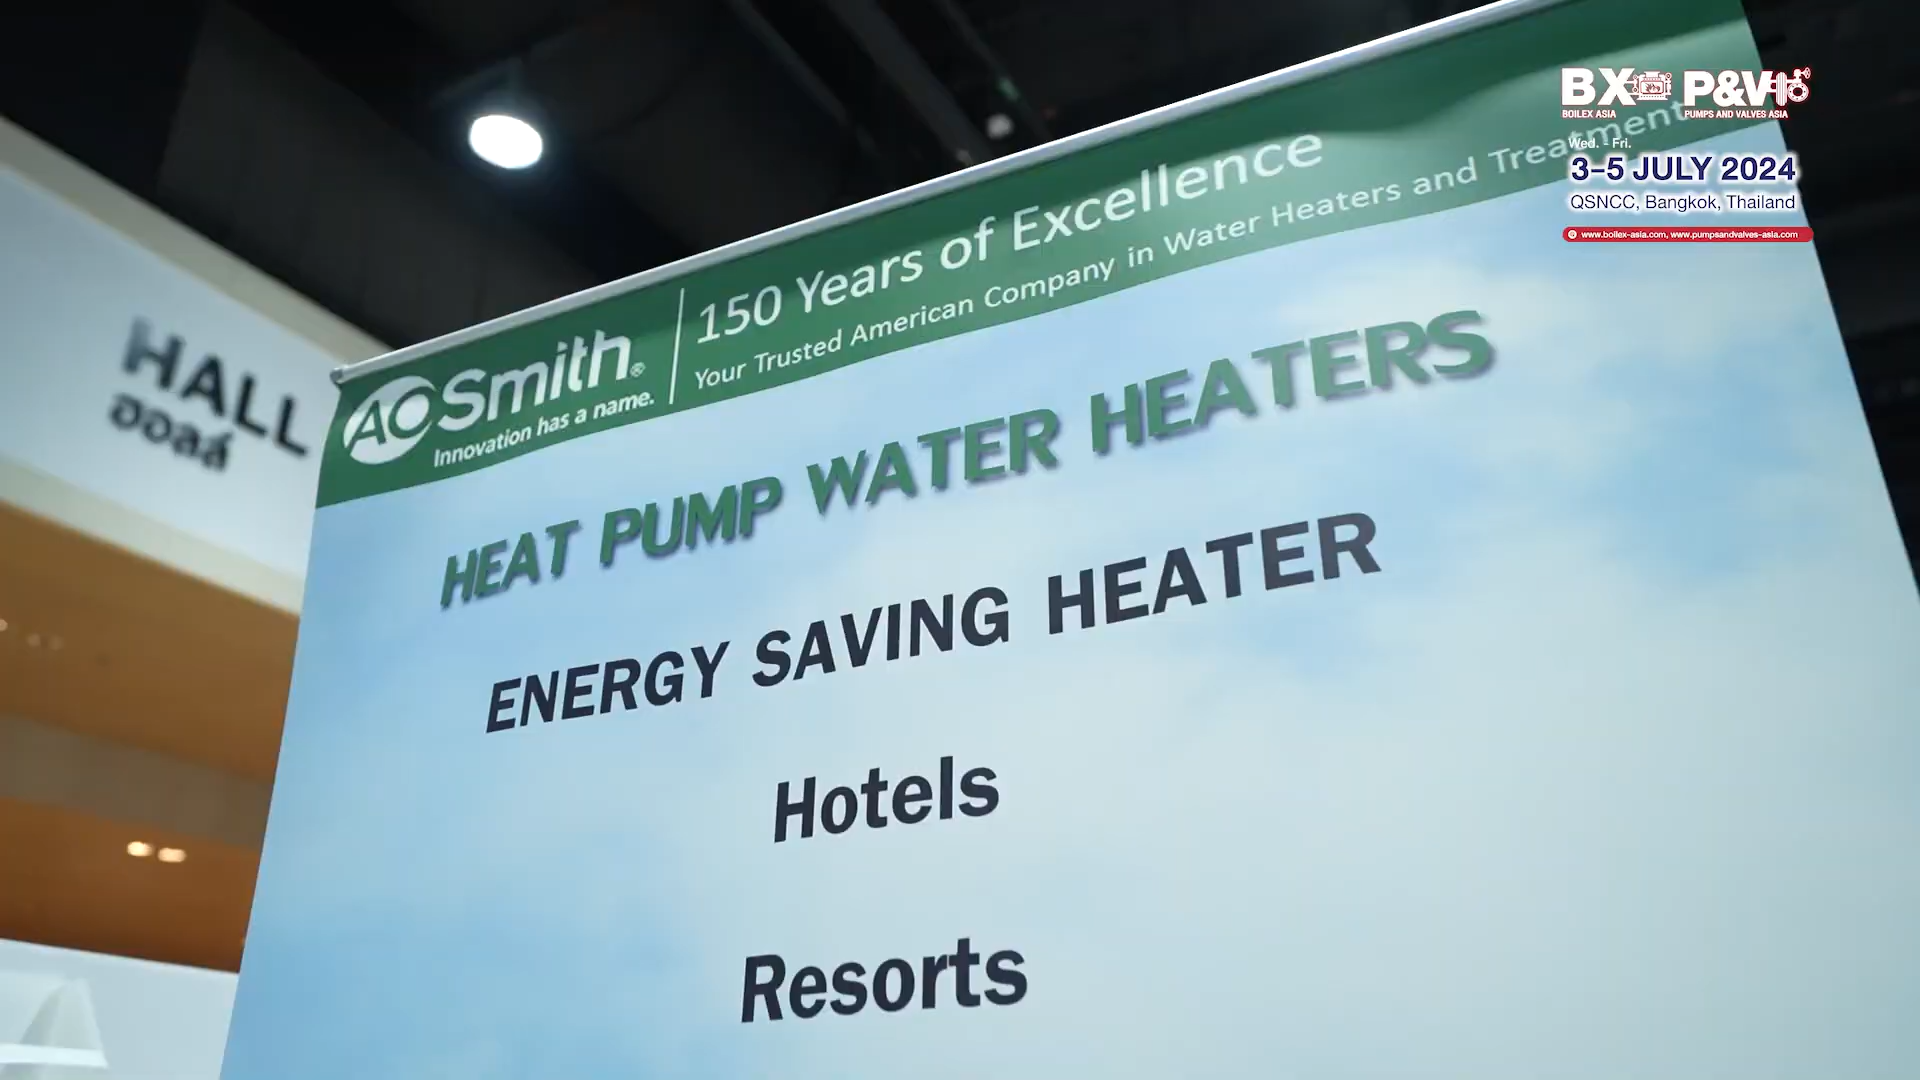 BX P&V
BOILEX ASIA PUMPS AND VALVES ASIA
Wed. - Fri.
3-5 JULY 2024
QSNCC, Bangkok, Thailand
www.boilex-asia.com, www.pumpsandvalves-asia.com
HALL
ฮอลล์
AOSmith®
Innovation has a name.
150 Years of Excellence
Your Trusted American Company in Water Heaters and Treatment
HEAT PUMP WATER HEATERS
ENERGY SAVING HEATER
Hotels
Resorts